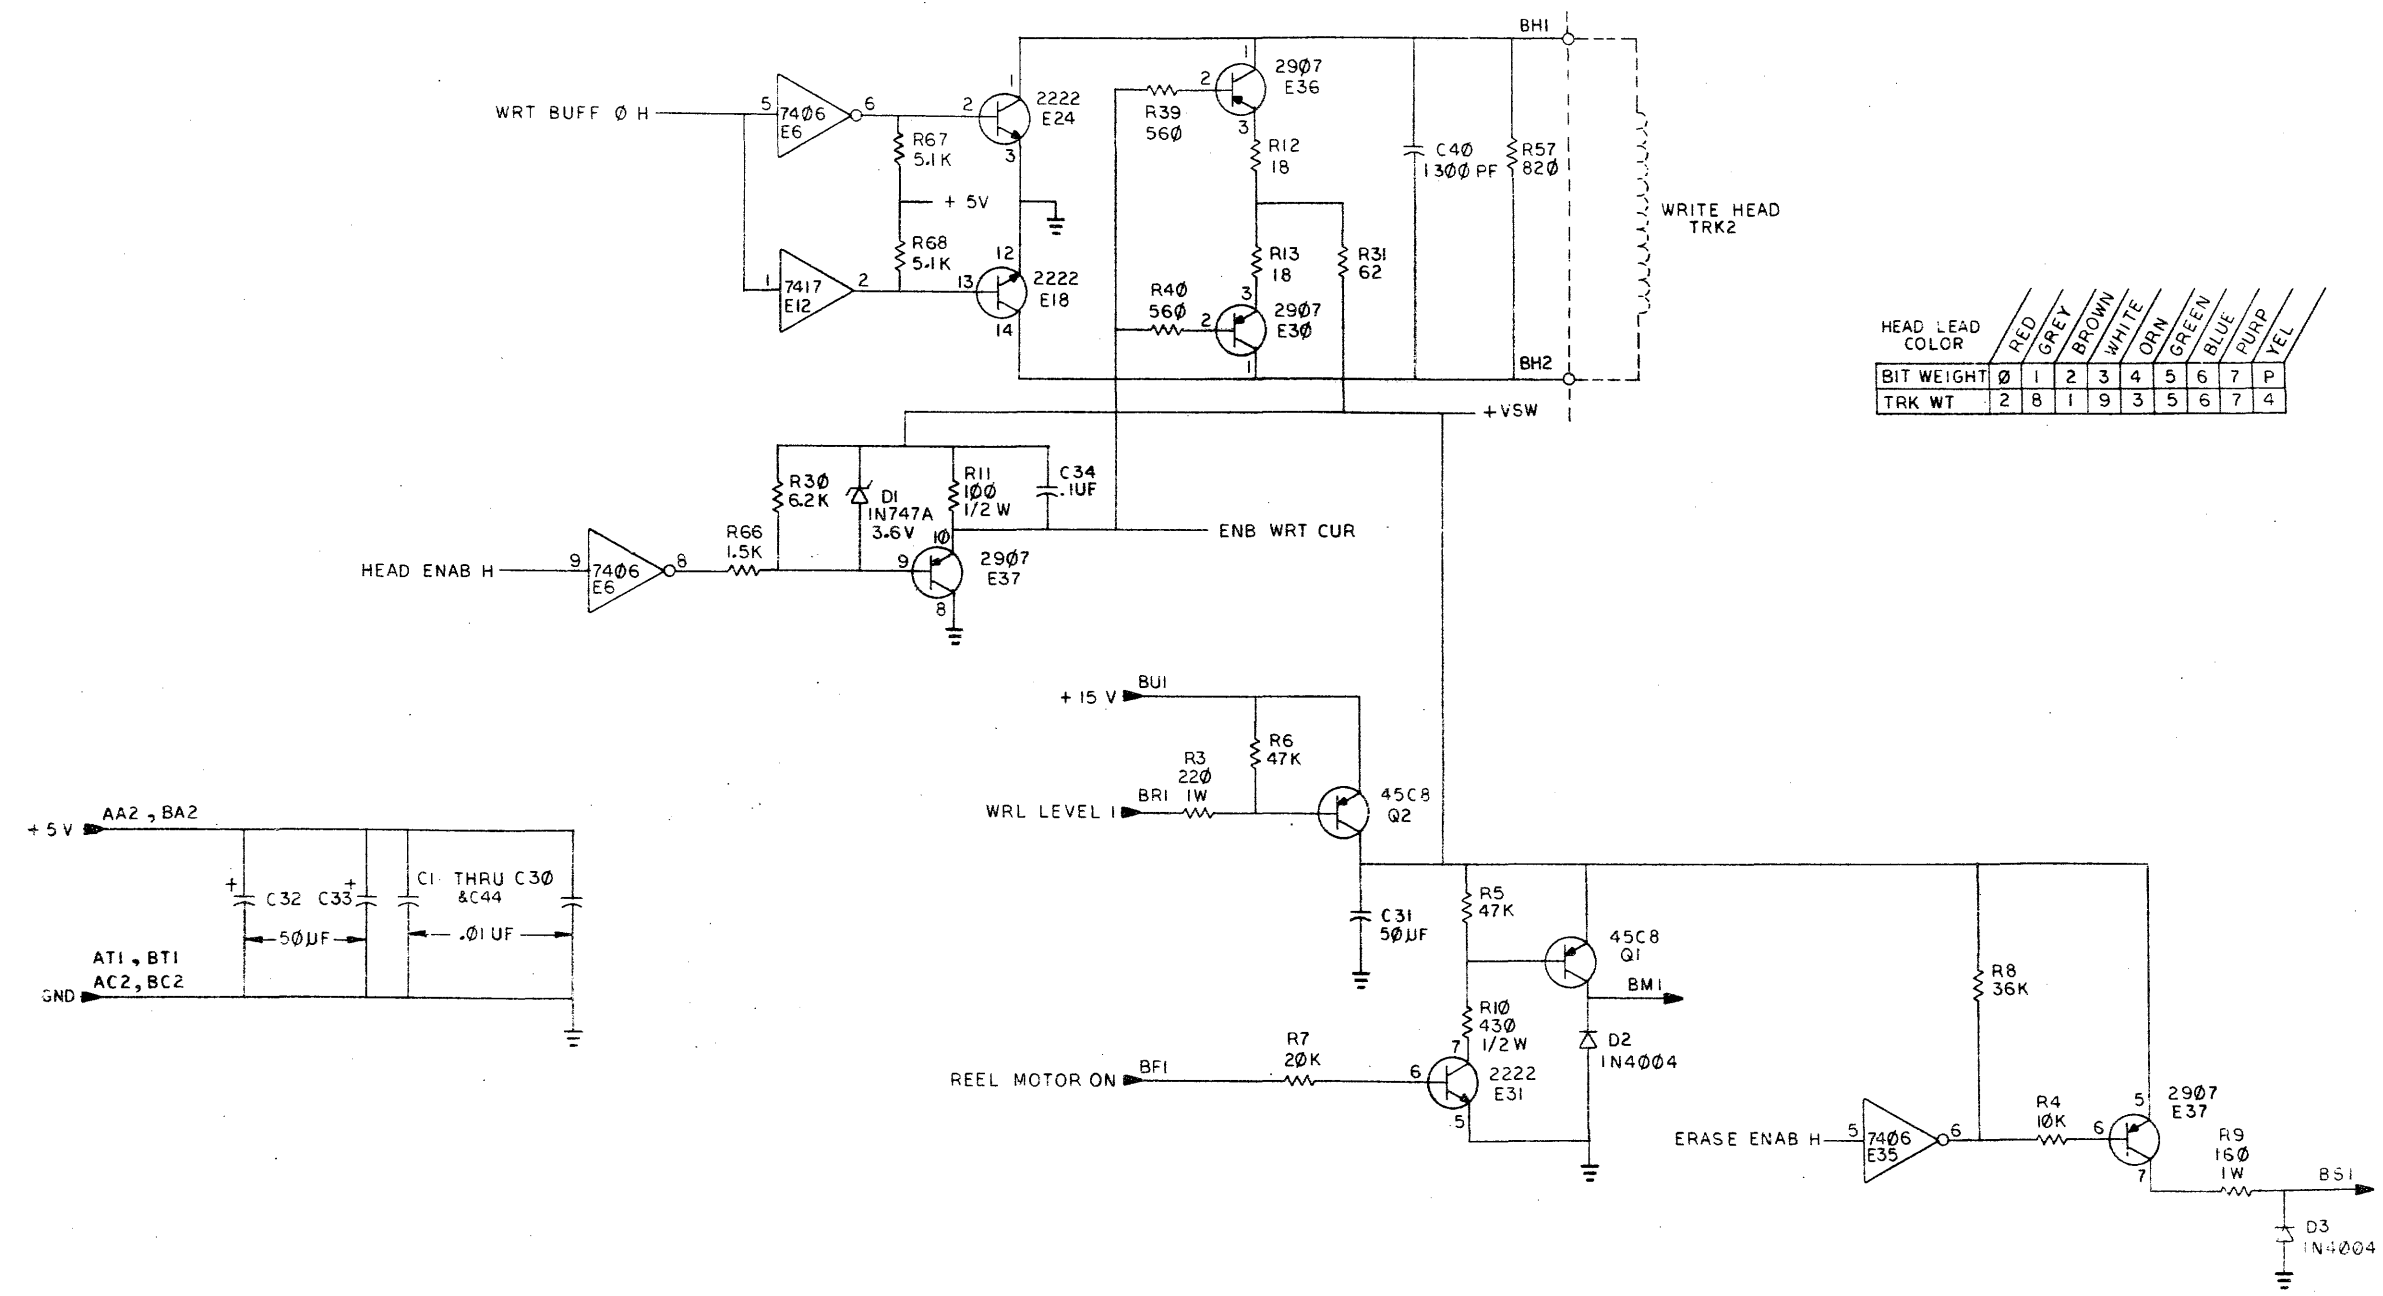 BH1
1
2907
E36
2
R39
560
3
R12
18
WRT BUFF Ø H
5
7406
E6
6
1
2
2222
E24
3
R67
5.1K
+ 5V
R68
5.1K
1
7417
E12
2
12
13
2222
E18
14
C40
1300 PF
R57
820
WRITE HEAD
TRK2
R13
18
R31
62
R40
560
3
2
2907
E30
1
BH2
+VSW
HEAD LEAD
COLOR
RED
GREY
BROWN
WHITE
ORN
GREEN
BLUE
PURP
YEL
BIT WEIGHT Ø 1 2 3 4 5 6 7 P
TRK WT 2 8 1 9 3 5 6 7 4
R30
6.2K
D1
1N747A
3.6V
R11
100
1/2 W
C34
.1UF
ENB WRT CUR
HEAD ENAB H
9
7406
E6
8
R66
1.5K
9
10
2907
E37
8
+ 15 V
BU1
R6
47K
R3
220
1W
WRL LEVEL 1
BR1
45C8
Q2
+ 5 V
AA2 , BA2
+
C32
C33
+
C1 THRU C30
&C44
50µF
.01 UF
AT1 , BT1
AC2, BC2
GND
C31
50µF
R5
47K
45C8
Q1
BM1
R10
430
1/2 W
D2
1N4004
REEL MOTOR ON
BF1
R7
20K
6
7
2222
E31
5
R8
36K
ERASE ENAB H
5
7406
E35
6
R4
10K
6
5
2907
E37
7
R9
160
1W
BS1
D3
1N4004